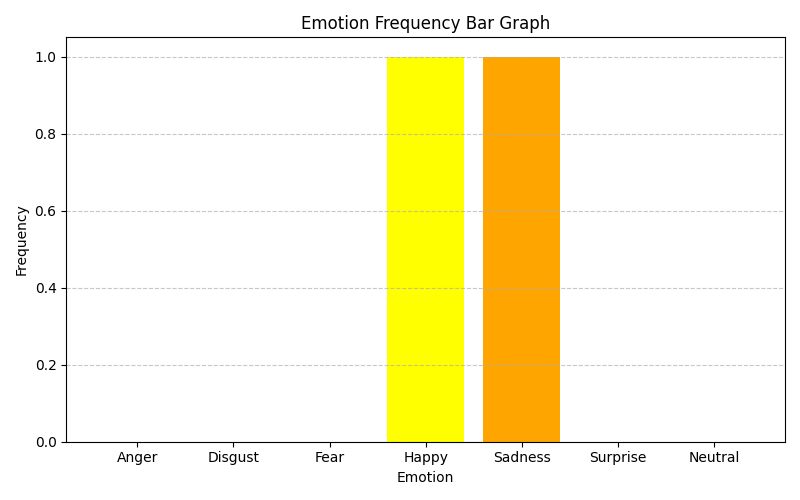 Emotion Frequency Bar Graph
1.0
0.8
0.6
0.4
0.2
0.0
Frequency
Anger Disgust Fear Happy Sadness Surprise Neutral
Emotion